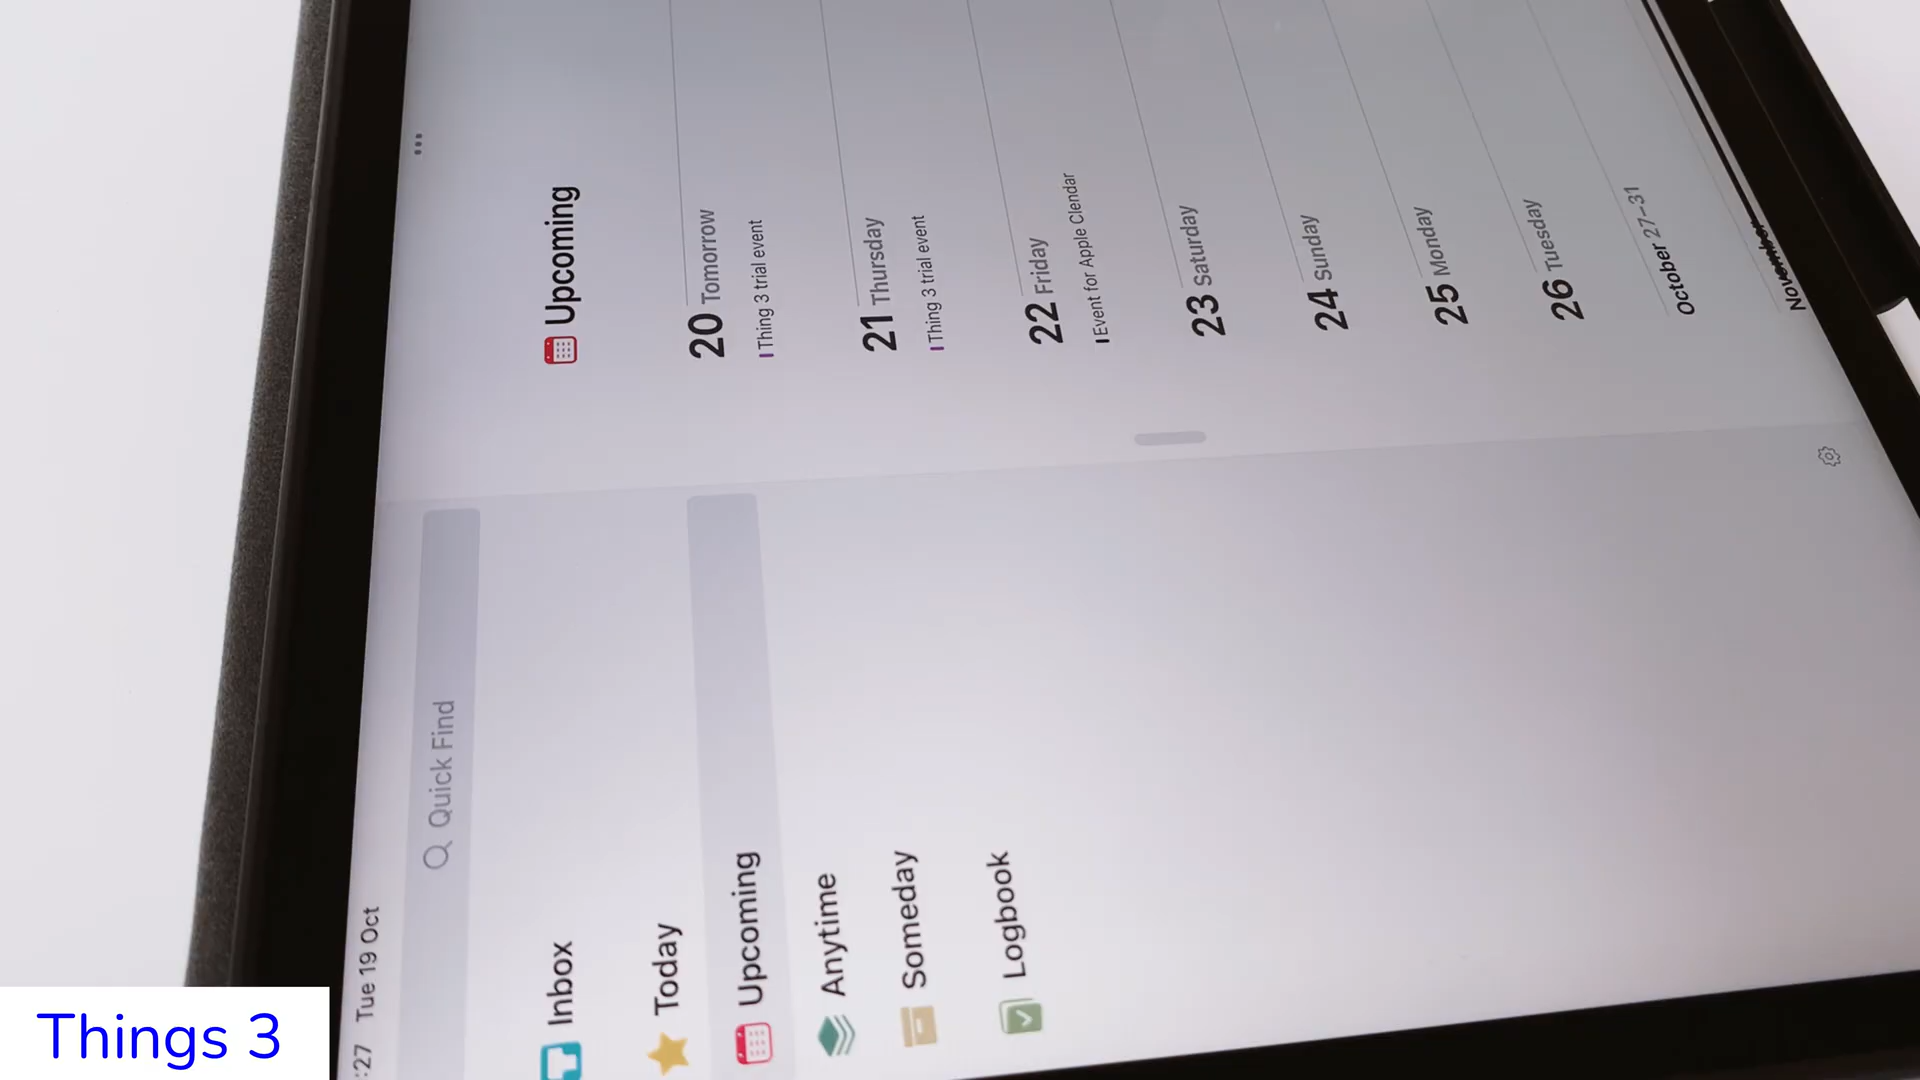 :27 Tue 19 Oct
Quick Find
Inbox
Today
Upcoming
Anytime
Someday
Logbook
Upcoming
20 Tomorrow
Thing 3 trial event
21 Thursday
Thing 3 trial event
22 Friday
Event for Apple Clendar
23 Saturday
24 Sunday
25 Monday
26 Tuesday
October 27–31
November
Things 3